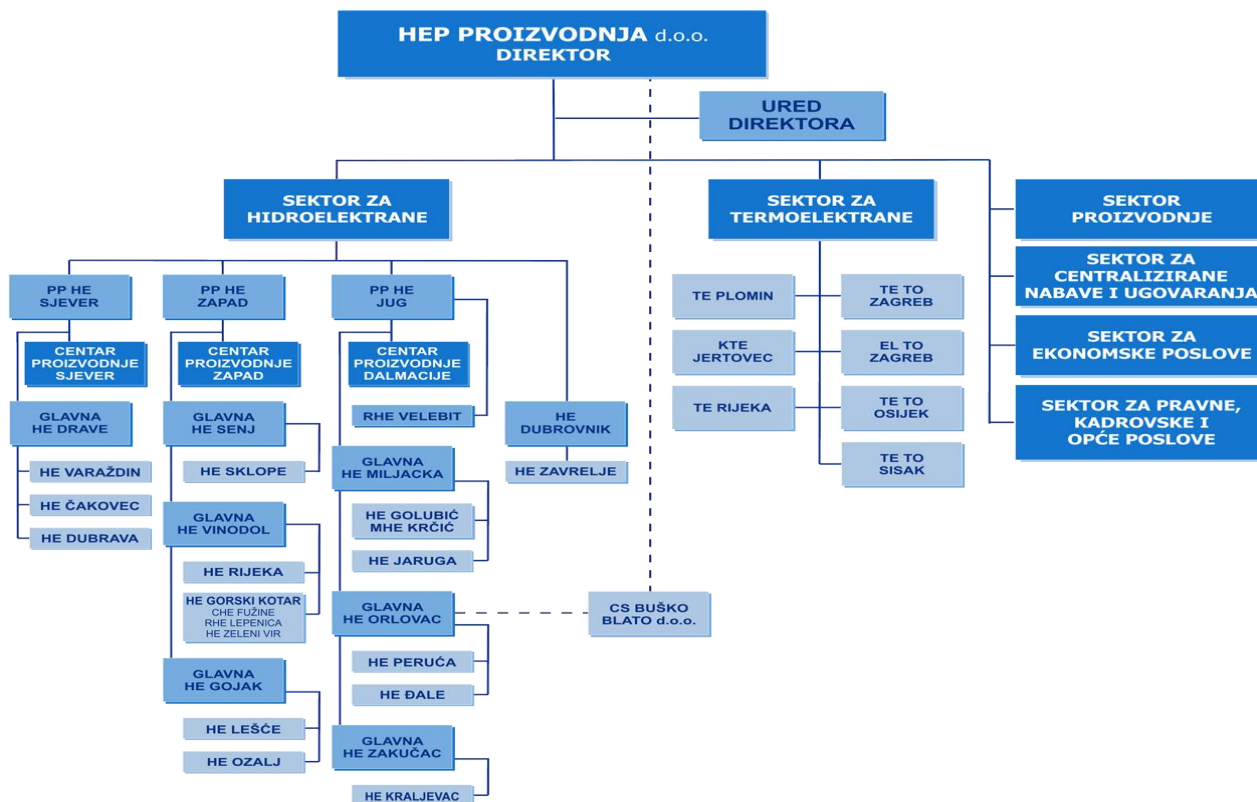 HEP PROIZVODNJA d.o.o.
DIREKTOR
URED
DIREKTORA
SEKTOR ZA
HIDROELEKTRANE
SEKTOR ZA
TERMOELEKTRANE
SEKTOR
PROIZVODNJE
SEKTOR ZA
CENTRALIZIRANE
NABAVE I UGOVARANJA
SEKTOR ZA
EKONOMSKE POSLOVE
SEKTOR ZA PRAVNE,
KADROVSKE I
OPĆE POSLOVE
PP HE
SJEVER
CENTAR
PROIZVODNJE
SJEVER
GLAVNA
HE DRAVE
HE VARAŽDIN
HE ČAKOVEC
HE DUBRAVA
PP HE
ZAPAD
CENTAR
PROIZVODNJE
ZAPAD
GLAVNA
HE SENJ
HE SKLOPE
GLAVNA
HE VINODOL
HE RIJEKA
HE GORSKI KOTAR
CHE FUŽINE
RHE LEPENICA
HE ZELENI VIR
GLAVNA
HE GOJAK
HE LEŠĆE
HE OZALJ
PP HE
JUG
CENTAR
PROIZVODNJE
DALMACIJE
RHE VELEBIT
GLAVNA
HE MILJACKA
HE GOLUBIĆ
MHE KRČIĆ
HE JARUGA
GLAVNA
HE ORLOVAC
HE PERUĆA
HE ĐALE
GLAVNA
HE ZAKUČAC
HE KRALJEVAC
HE
DUBROVNIK
HE ZAVRELJE
CS BUŠKO
BLATO d.o.o.
TE PLOMIN
TE TO
ZAGREB
KTE
JERTOVEC
EL TO
ZAGREB
TE RIJEKA
TE TO
OSIJEK
TE TO
SISAK